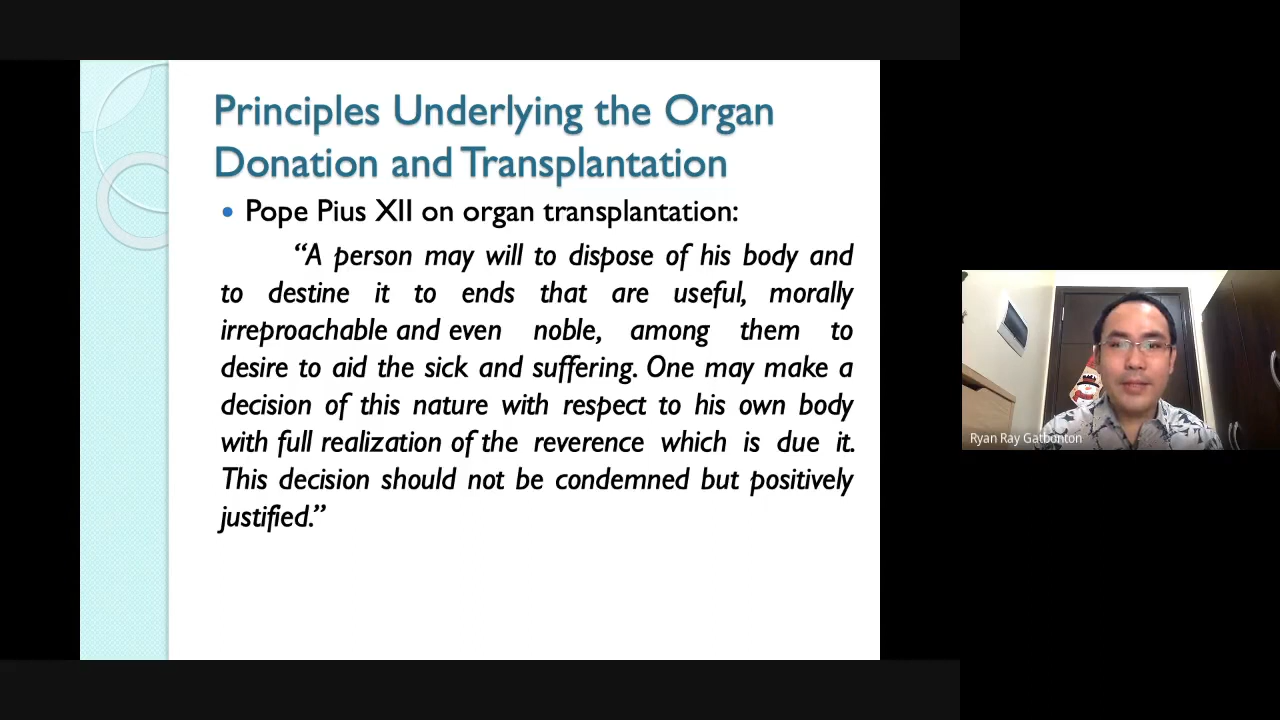 Principles Underlying the Organ
Donation and Transplantation
• Pope Pius XII on organ transplantation:
“A person may will to dispose of his body and
to destine it to ends that are useful, morally
irreproachable and even noble, among them to
desire to aid the sick and suffering. One may make a
decision of this nature with respect to his own body
with full realization of the reverence which is due it.
This decision should not be condemned but positively
justified.”
Ryan Ray Gatbonton